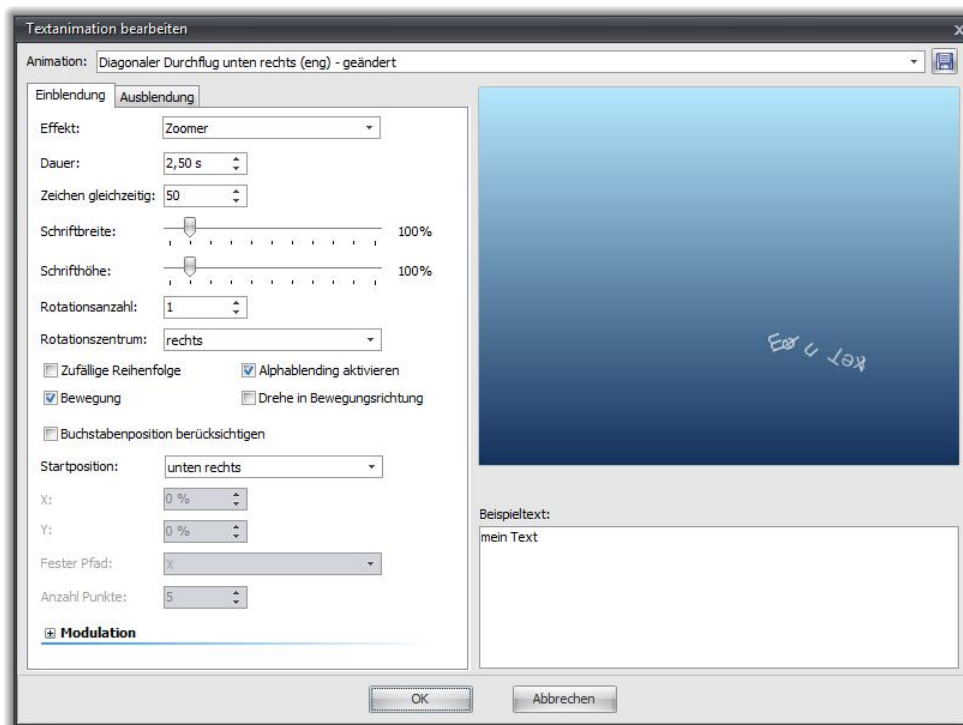 Textanimation bearbeiten
Animation: Diagonaler Durchflug unten rechts (eng) - geändert
Einblendung Ausblendung
Effekt: Zoomer
Dauer: 2,50 s
Zeichen gleichzeitig: 50
Schriftbreite: 100%
Schrifthöhe: 100%
Rotationsanzahl: 1
Rotationszentrum: rechts
Zufällige Reihenfolge Alphablending aktivieren
Bewegung Drehe in Bewegungsrichtung
Buchstabenposition berücksichtigen
Startposition: unten rechts
X: 0 %
Y: 0 %
Fester Pfad: X
Anzahl Punkte: 5
Modulation
Beispieltext:
mein Text
OK Abbrechen